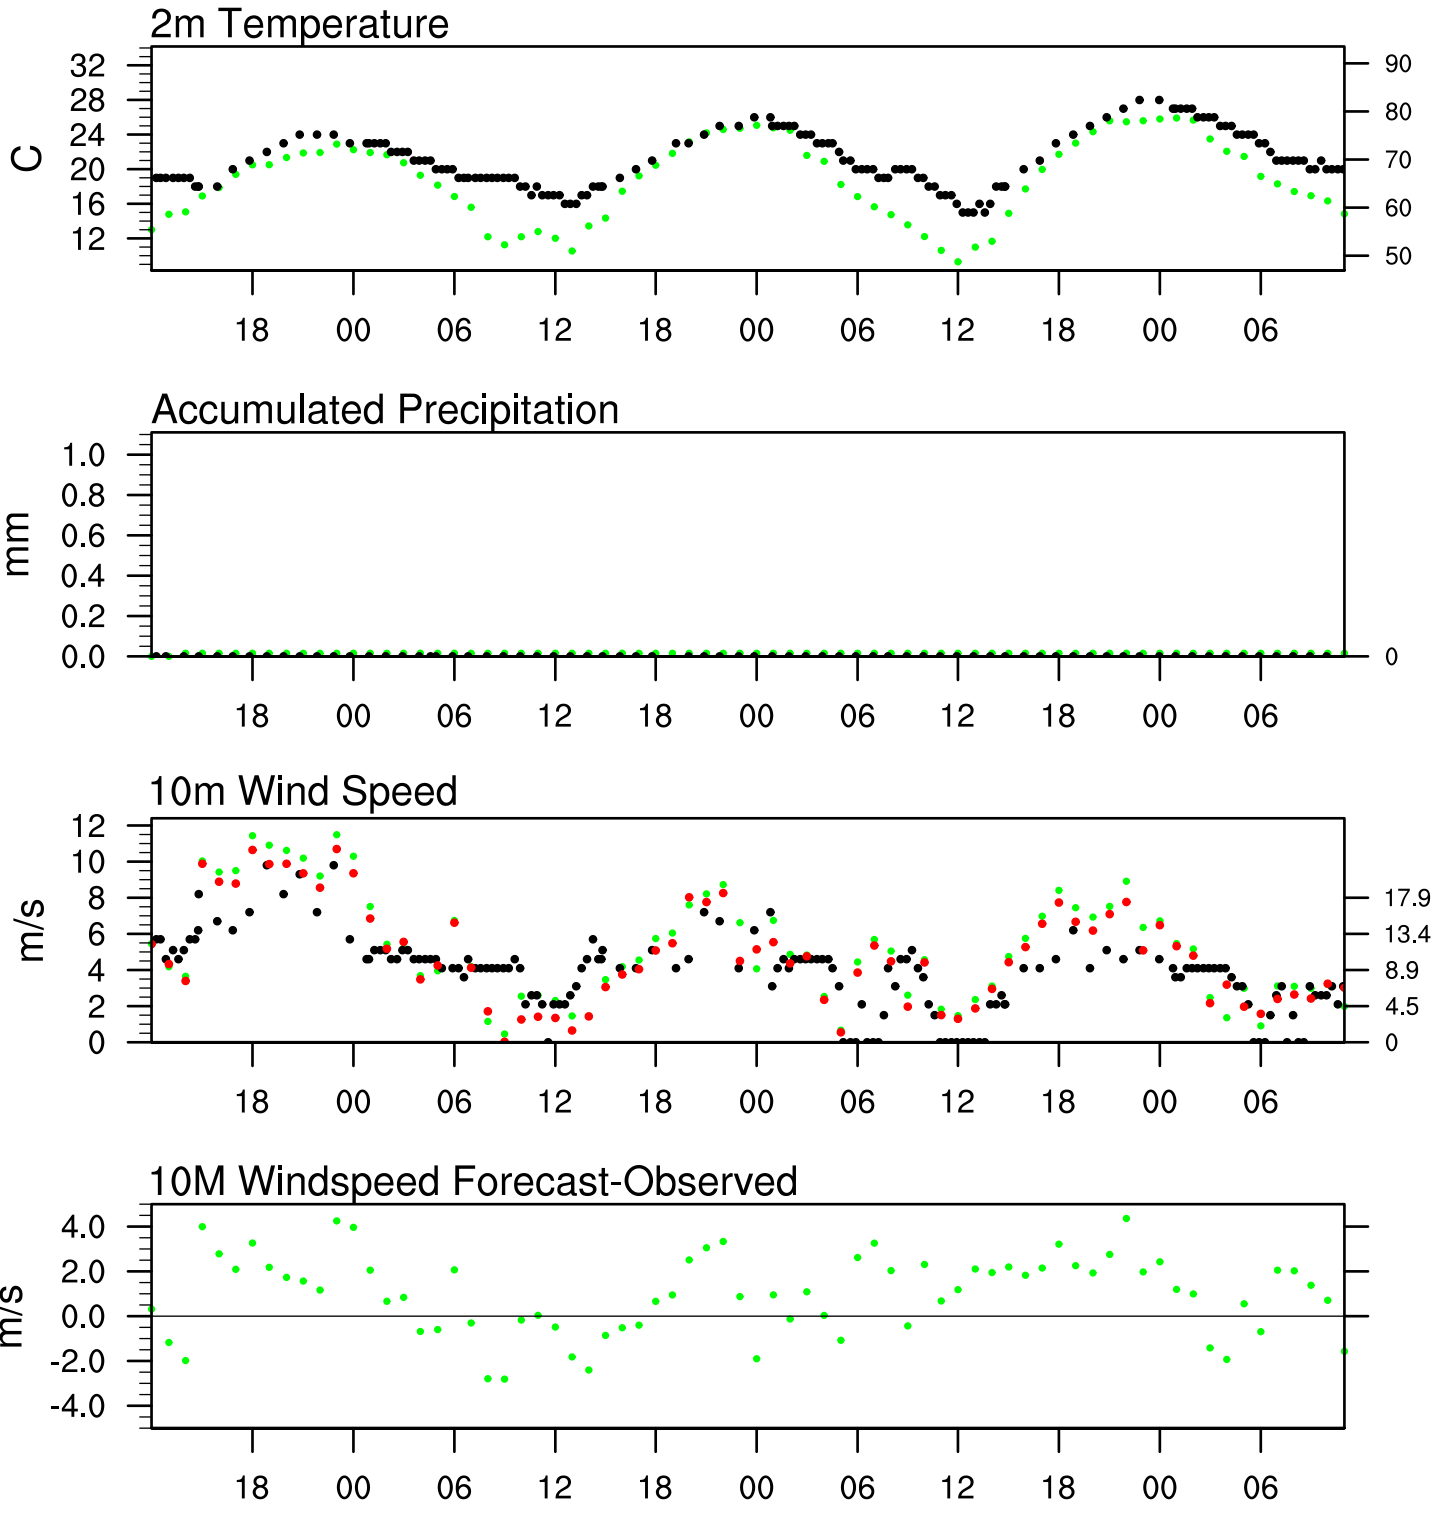 2m Temperature
C
32
28
24
20
16
12
90
80
70
60
50
18 00 06 12 18 00 06 12 18 00 06
Accumulated Precipitation
mm
1.0
0.8
0.6
0.4
0.2
0.0
0
18 00 06 12 18 00 06 12 18 00 06
10m Wind Speed
m/s
12
10
8
6
4
2
0
17.9
13.4
8.9
4.5
0
18 00 06 12 18 00 06 12 18 00 06
10M Windspeed Forecast-Observed
m/s
4.0
2.0
0.0
-2.0
-4.0
18 00 06 12 18 00 06 12 18 00 06